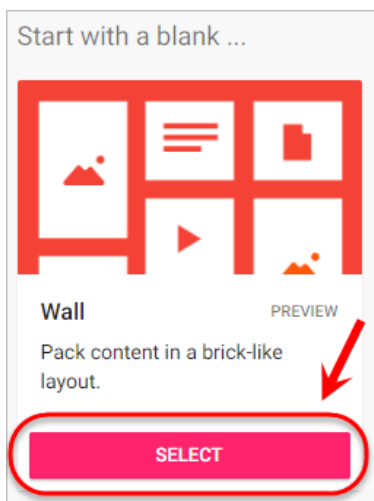 Start with a blank ...
Wall
PREVIEW
Pack content in a brick-like
layout.
SELECT